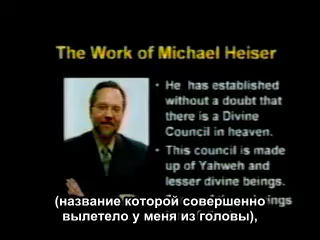 The Work of Michael Heiser
• He has established
without a doubt that
there is a Divine
Council in heaven.
• This council is made
up of Yahweh and
lesser divine beings.
(название которой совершенно
вылетело у меня из головы),